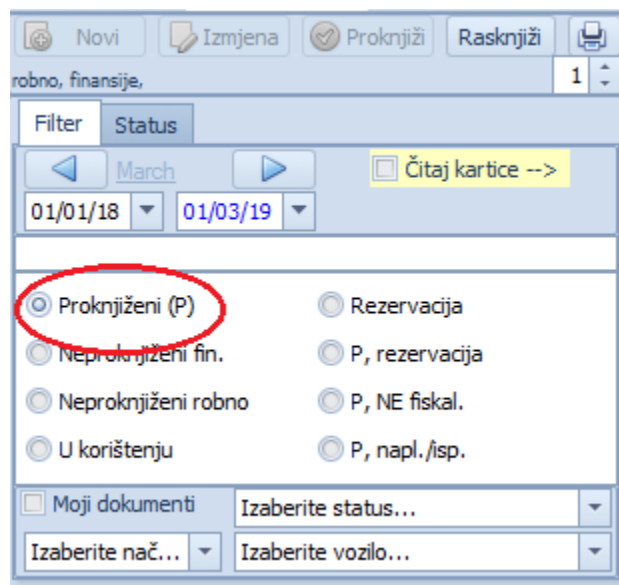 Novi Izmjena Proknjiži Rasknjiži
robno, finansije, 1
Filter Status
March Čitaj kartice -->
01/01/18 01/03/19
Proknjiženi (P) Rezervacija
Neproknjiženi fin. P, rezervacija
Neproknjiženi robno P, NE fiskal.
U korištenju P, napl./isp.
Moji dokumenti Izaberite status...
Izaberite nač... Izaberite vozilo...